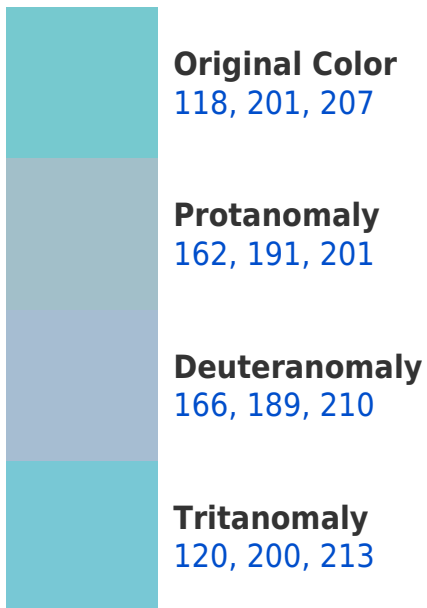 Original Color
118, 201, 207
Protanomaly
162, 191, 201
Deuteranomaly
166, 189, 210
Tritanomaly
120, 200, 213